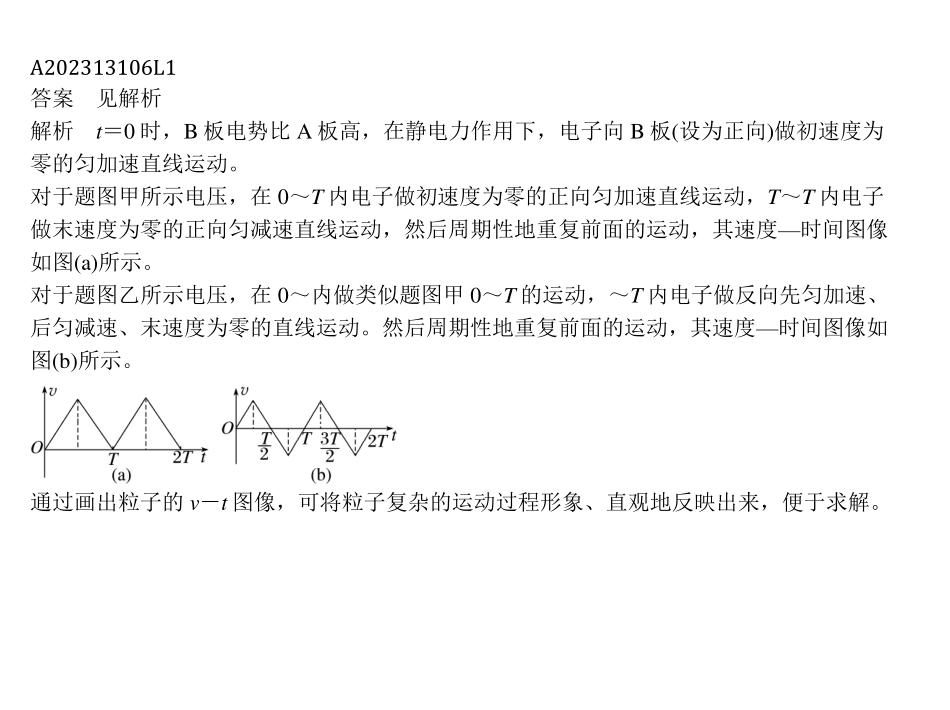 A202313106L1
答案　见解析
解析　t＝0 时，B 板电势比 A 板高，在静电力作用下，电子向 B 板(设为正向)做初速度为
零的匀加速直线运动。
对于题图甲所示电压，在 0～T 内电子做初速度为零的正向匀加速直线运动，T～T 内电子
做末速度为零的正向匀减速直线运动，然后周期性地重复前面的运动，其速度—时间图像
如图(a)所示。
对于题图乙所示电压，在 0～内做类似题图甲 0～T 的运动，～T 内电子做反向先匀加速、
后匀减速、末速度为零的直线运动。然后周期性地重复前面的运动，其速度—时间图像如
图(b)所示。
v
O
T
2T
t
(a)
v
O
T/2
T
3T/2
2T
t
(b)
通过画出粒子的 v－t 图像，可将粒子复杂的运动过程形象、直观地反映出来，便于求解。